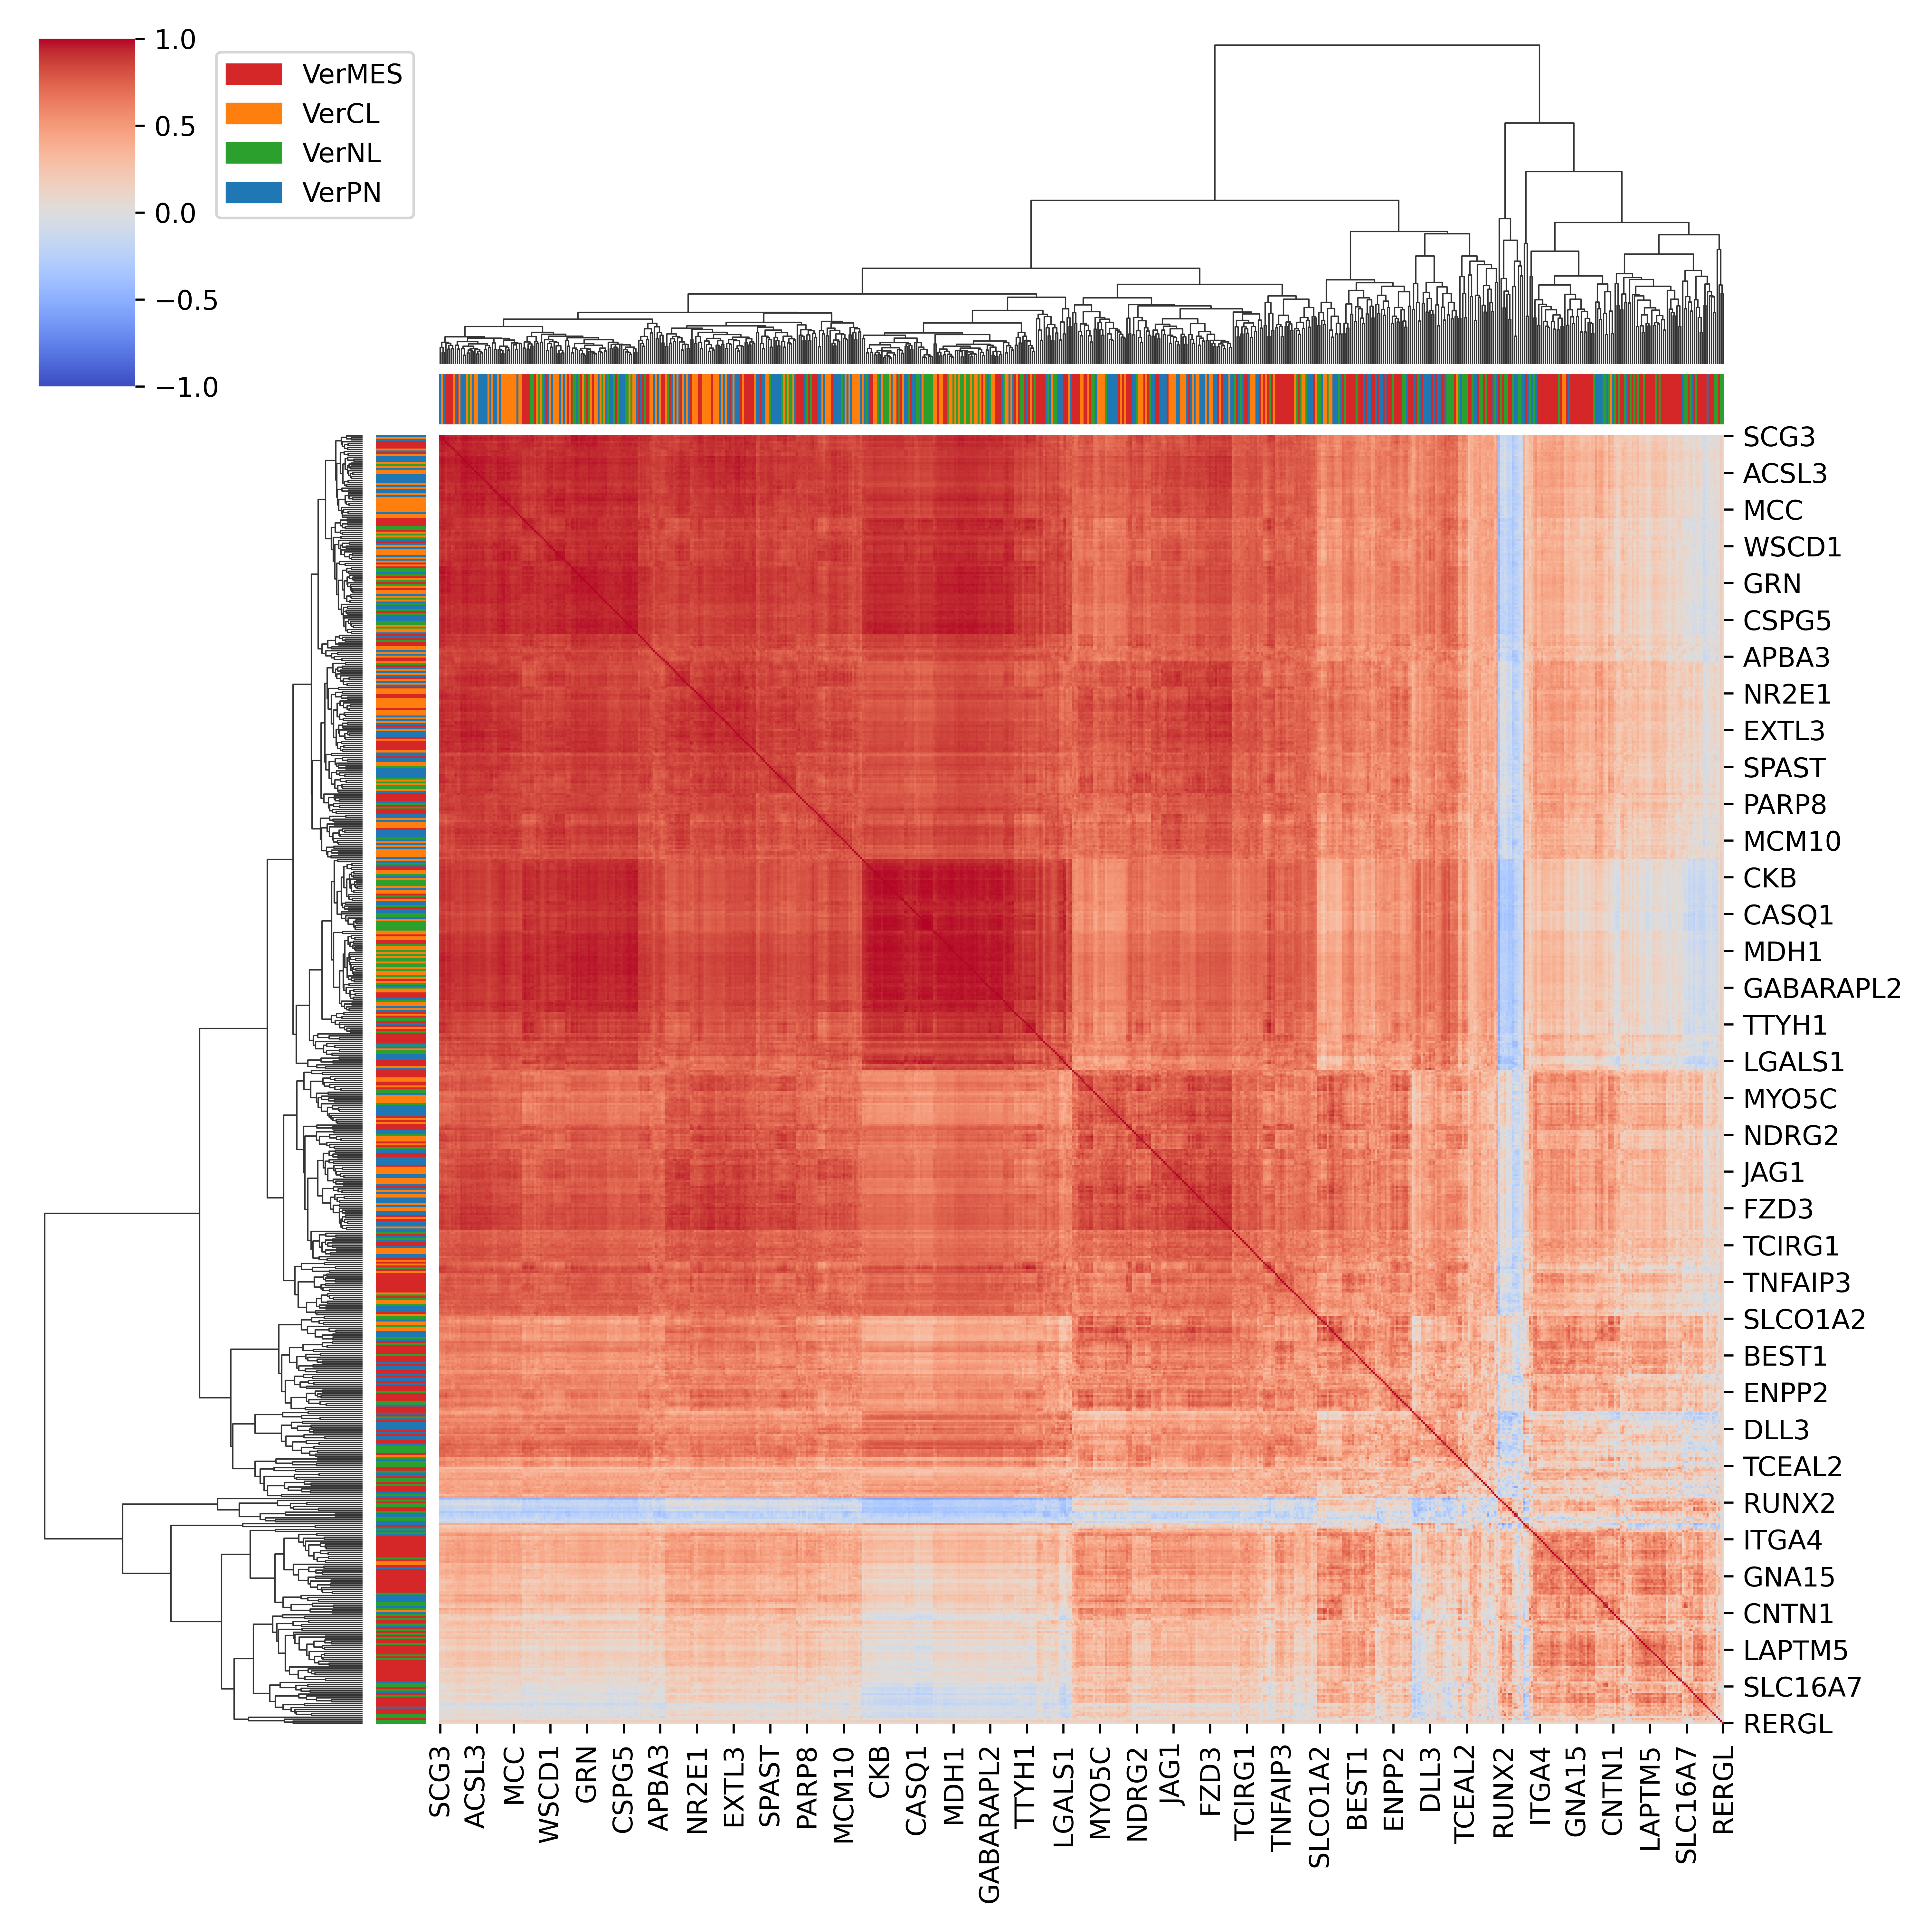 1.0
0.5
0.0
−0.5
−1.0
VerMES
VerCL
VerNL
VerPN
SCG3
ACSL3
MCC
WSCD1
GRN
CSPG5
APBA3
NR2E1
EXTL3
SPAST
PARP8
MCM10
CKB
CASQ1
MDH1
GABARAPL2
TTYH1
LGALS1
MYO5C
NDRG2
JAG1
FZD3
TCIRG1
TNFAIP3
SLCO1A2
BEST1
ENPP2
DLL3
TCEAL2
RUNX2
ITGA4
GNA15
CNTN1
LAPTM5
SLC16A7
RERGL
SCG3
ACSL3
MCC
WSCD1
GRN
CSPG5
APBA3
NR2E1
EXTL3
SPAST
PARP8
MCM10
CKB
CASQ1
MDH1
GABARAPL2
TTYH1
LGALS1
MYO5C
NDRG2
JAG1
FZD3
TCIRG1
TNFAIP3
SLCO1A2
BEST1
ENPP2
DLL3
TCEAL2
RUNX2
ITGA4
GNA15
CNTN1
LAPTM5
SLC16A7
RERGL